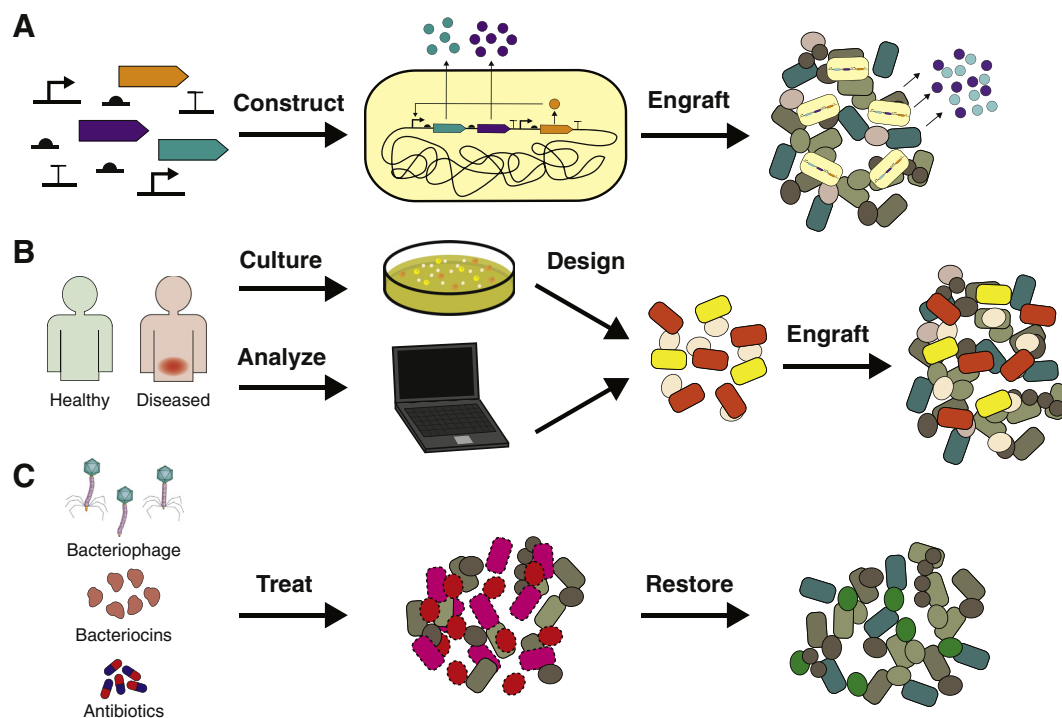 A
Construct
Engraft
B
Culture
Design
Analyze
Engraft
Healthy
Diseased
C
Bacteriophage
Treat
Restore
Bacteriocins
Antibiotics